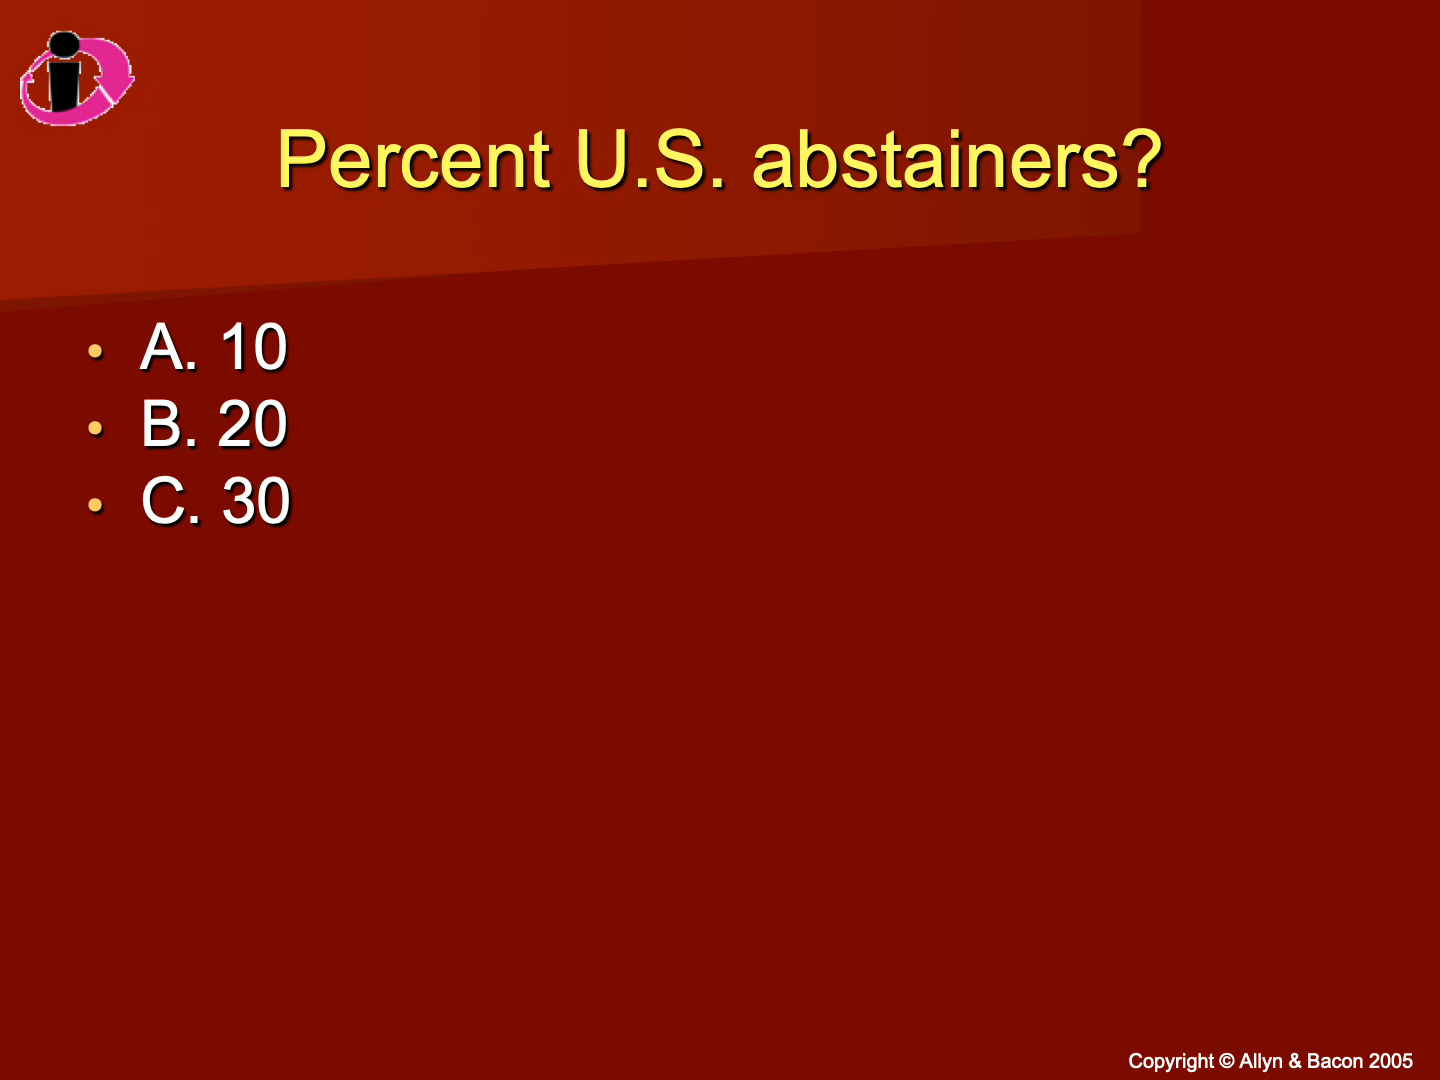 Percent U.S. abstainers?
• A. 10
• B. 20
• C. 30
Copyright © Allyn & Bacon 2005